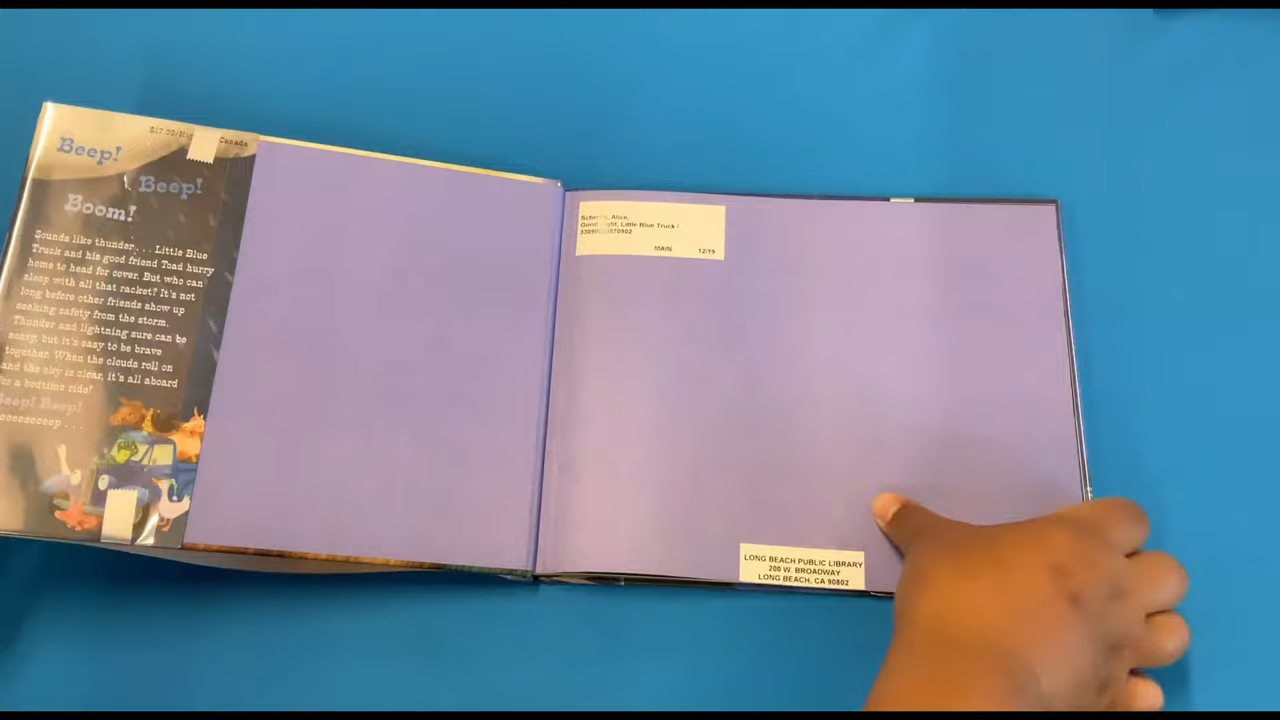 Canada
Beep!
Beep!
Boom!
Sounds like thunder . . . Little Blue
Truck and his good friend Toad hurry
home to head for cover. But who can
sleep with all that racket? It's not
long before other friends show up
seeking safety from the storm.
Thunder and lightning sure can be
scary, but it's easy to be brave
together. When the clouds roll on
and the sky is clear, it's all aboard
for a bedtime ride!
Beep! Beep!
Alice,
Little Blue Truck /
MAIN 12/19
LONG BEACH PUBLIC LIBRARY
200 W. BROADWAY
LONG BEACH, CA 90802